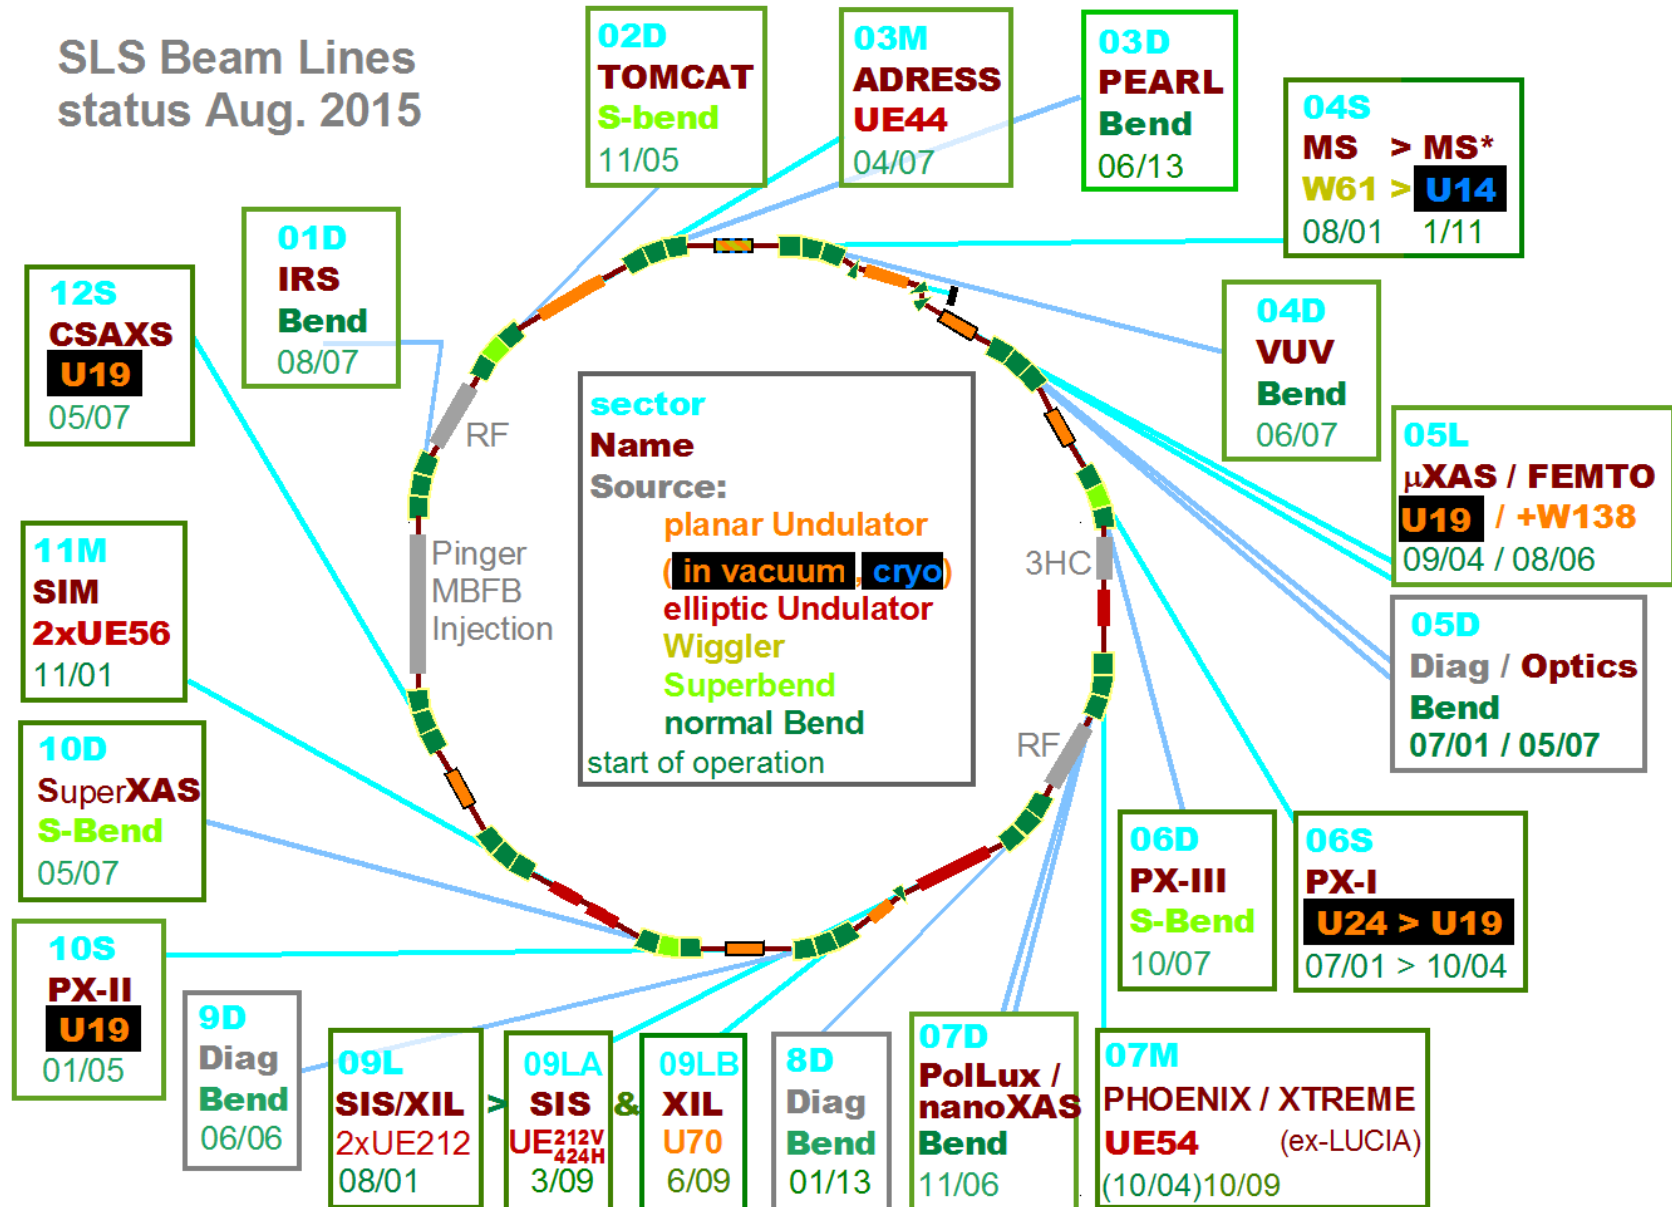 SLS Beam Lines
status Aug. 2015
02D
TOMCAT
S-bend
11/05
03M
ADRESS
UE44
04/07
03D
PEARL
Bend
06/13
04S
MS > MS*
W61 > U14
08/01 1/11
01D
IRS
Bend
08/07
12S
CSAXS
U19
05/07
04D
VUV
Bend
06/07
RF
sector
Name
Source:
planar Undulator
( in vacuum , cryo)
elliptic Undulator
Wiggler
Superbend
normal Bend
start of operation
05L
µXAS / FEMTO
U19 / +W138
09/04 / 08/06
11M
SIM
2xUE56
11/01
Pinger
MBFB
Injection
3HC
05D
Diag / Optics
Bend
07/01 / 05/07
10D
SuperXAS
S-Bend
05/07
RF
06D
PX-III
S-Bend
10/07
06S
PX-I
U24 > U19
07/01 > 10/04
10S
PX-II
U19
01/05
9D
Diag
Bend
06/06
09L
SIS/XIL >
2xUE212
08/01
09LA
SIS &
UE212V
424H
3/09
09LB
XIL
U70
6/09
8D
Diag
Bend
01/13
07D
PolLux /
nanoXAS
Bend
11/06
07M
PHOENIX / XTREME
UE54 (ex-LUCIA)
(10/04)10/09